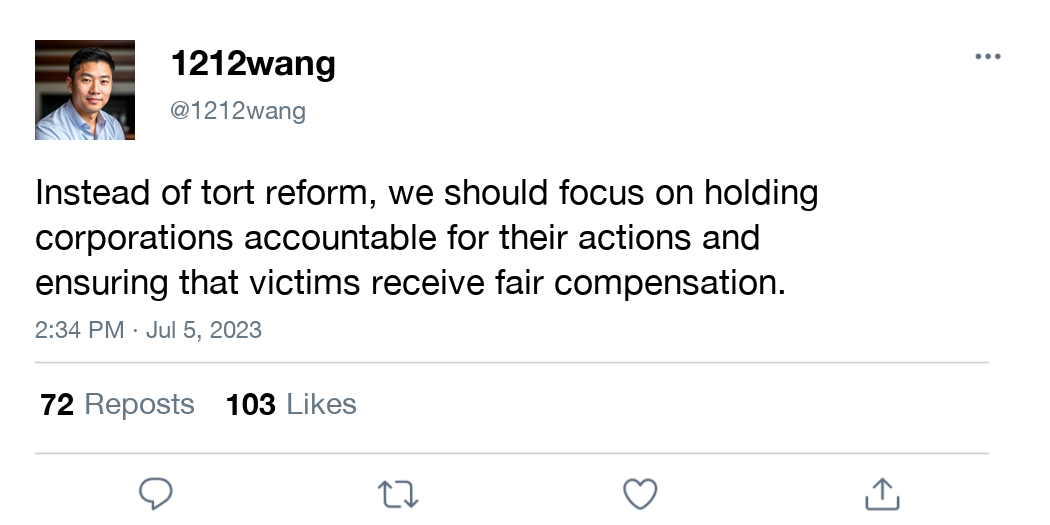 1212wang
@1212wang
Instead of tort reform, we should focus on holding
corporations accountable for their actions and
ensuring that victims receive fair compensation.
2:34 PM · Jul 5, 2023
72 Reposts 103 Likes